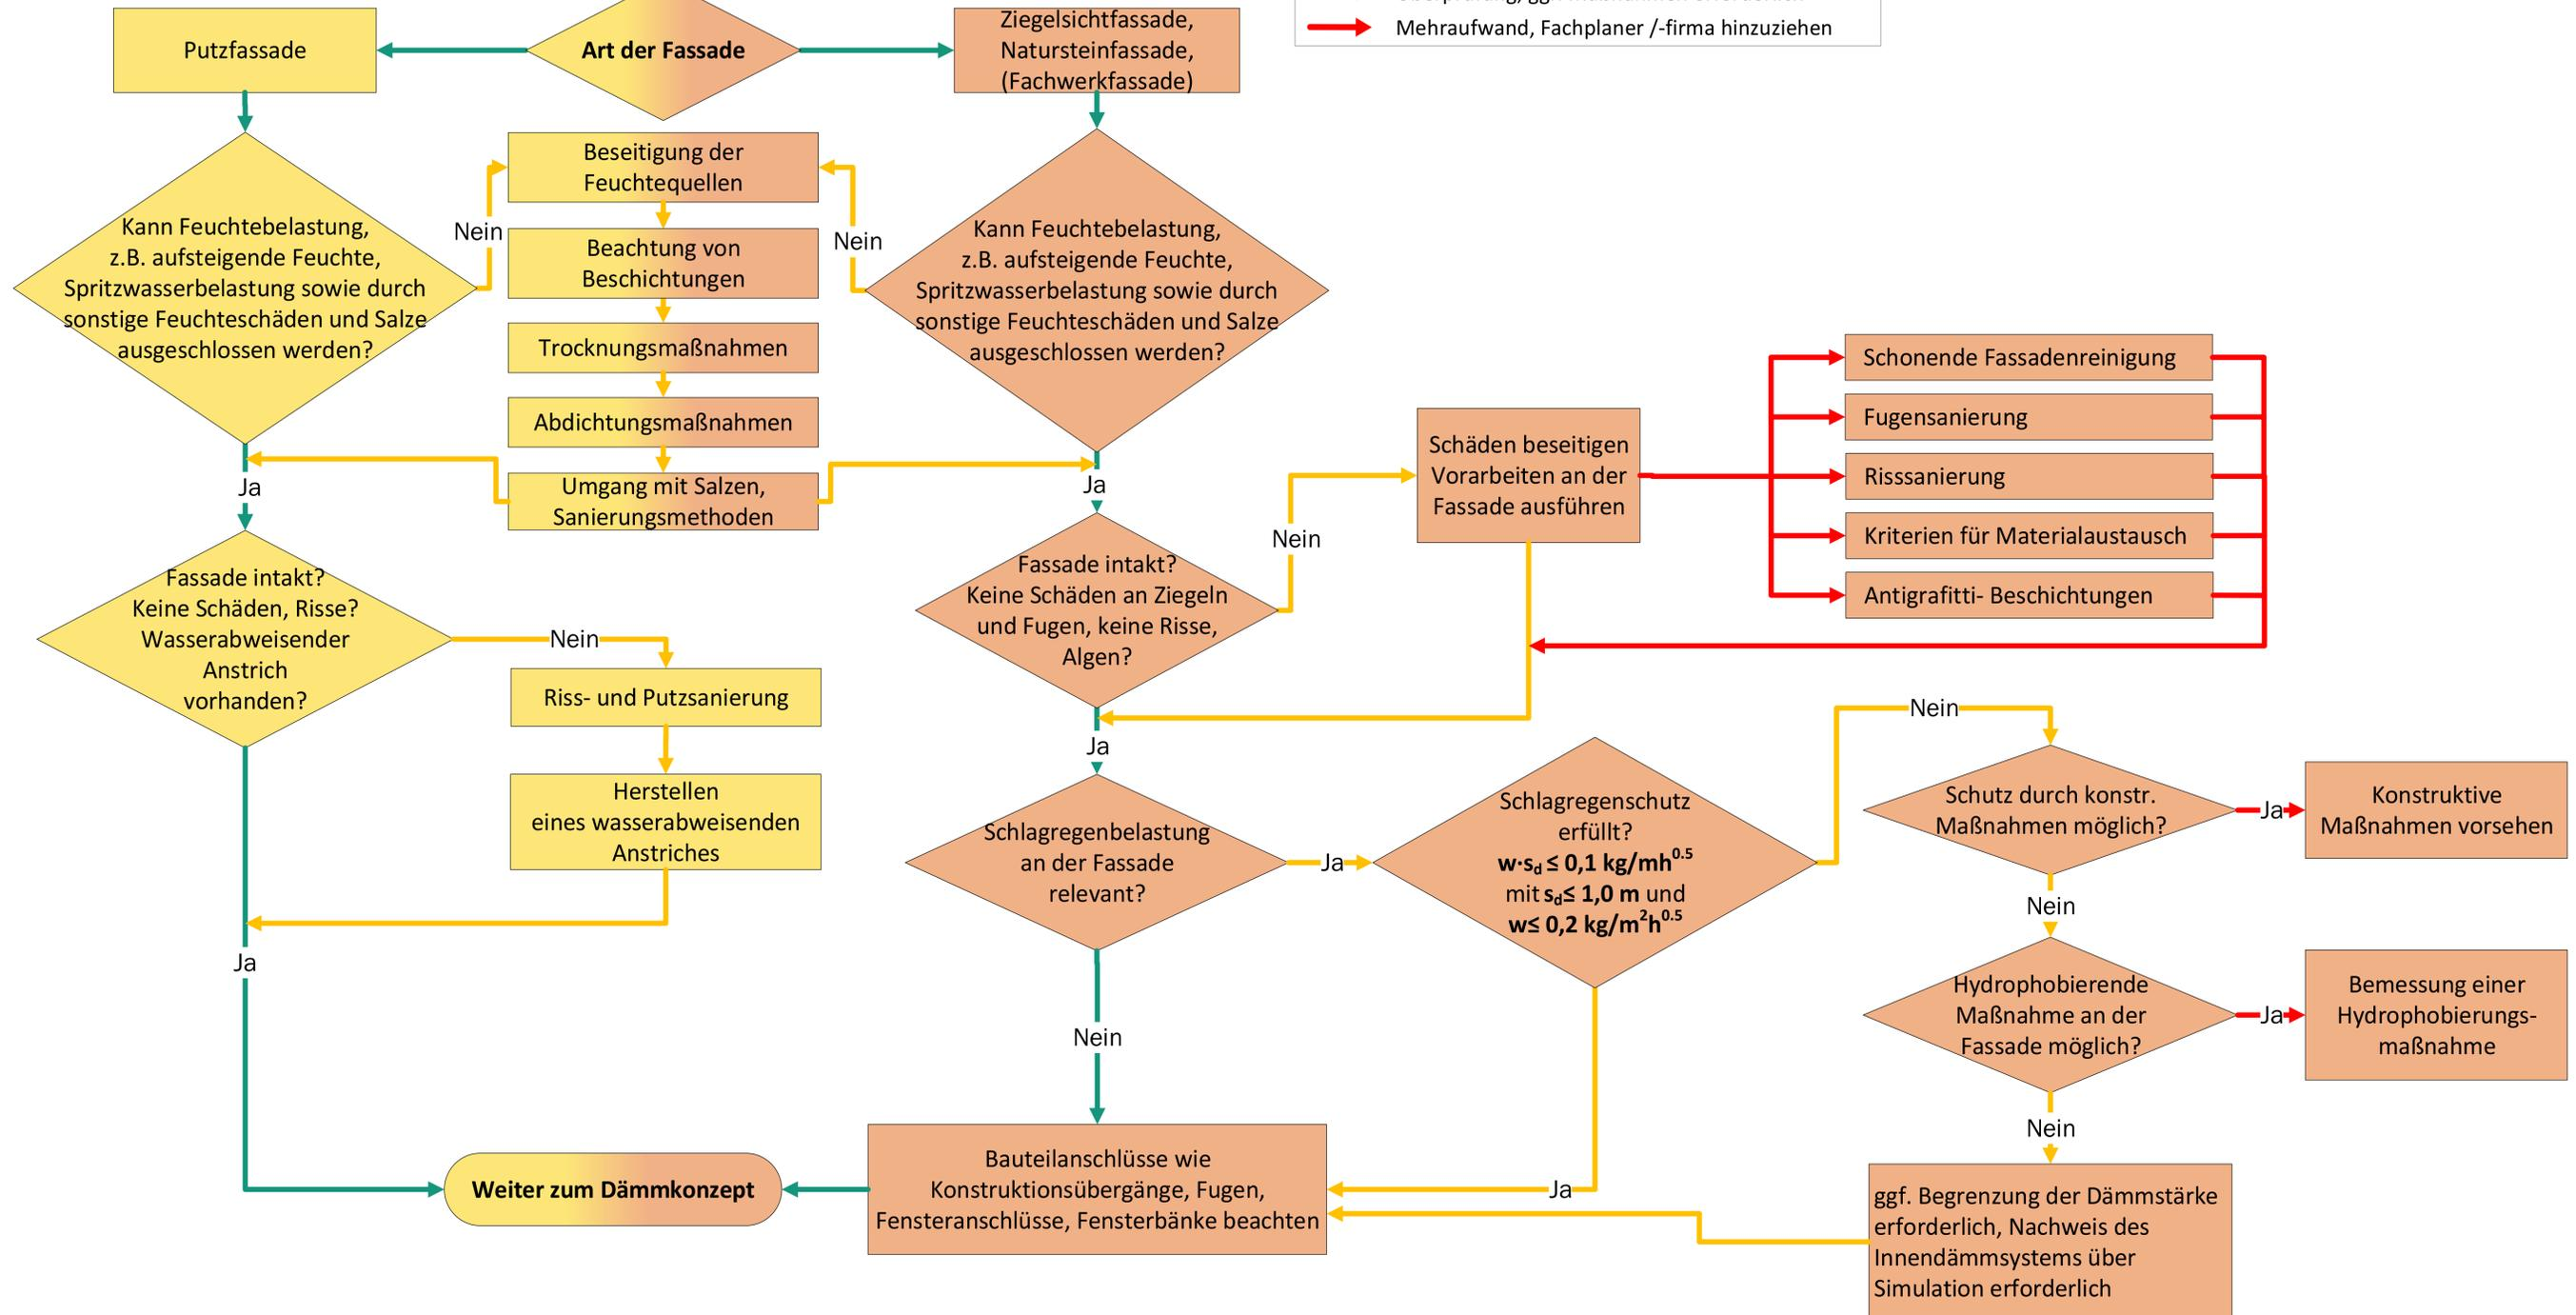 Mehraufwand, Fachplaner /-firma hinzuziehen
Putzfassade
Art der Fassade
Ziegelsichtfassade,
Natursteinfassade,
(Fachwerkfassade)
Kann Feuchtebelastung,
z.B. aufsteigende Feuchte,
Spritzwasserbelastung sowie durch
sonstige Feuchteschäden und Salze
ausgeschlossen werden?
Nein
Beseitigung der
Feuchtequellen
Beachtung von
Beschichtungen
Trocknungsmaßnahmen
Abdichtungsmaßnahmen
Umgang mit Salzen,
Sanierungsmethoden
Nein
Kann Feuchtebelastung,
z.B. aufsteigende Feuchte,
Spritzwasserbelastung sowie durch
sonstige Feuchteschäden und Salze
ausgeschlossen werden?
Ja
Ja
Fassade intakt?
Keine Schäden, Risse?
Wasserabweisender
Anstrich
vorhanden?
Nein
Riss- und Putzsanierung
Herstellen
eines wasserabweisenden
Anstriches
Ja
Fassade intakt?
Keine Schäden an Ziegeln
und Fugen, keine Risse,
Algen?
Nein
Schäden beseitigen
Vorarbeiten an der
Fassade ausführen
Schonende Fassadenreinigung
Fugensanierung
Risssanierung
Kriterien für Materialaustausch
Antigrafitti- Beschichtungen
Ja
Schlagregenbelastung
an der Fassade
relevant?
Ja
Schlagregenschutz
erfüllt?
w·sd ≤ 0,1 kg/mh0.5
mit sd≤ 1,0 m und
w≤ 0,2 kg/m2h0.5
Nein
Schutz durch konstr.
Maßnahmen möglich?
Ja
Konstruktive
Maßnahmen vorsehen
Nein
Hydrophobierende
Maßnahme an der
Fassade möglich?
Ja
Bemessung einer
Hydrophobierungs-
maßnahme
Nein
Nein
ggf. Begrenzung der Dämmstärke
erforderlich, Nachweis des
Innendämmsystems über
Simulation erforderlich
Ja
Bauteilanschlüsse wie
Konstruktionsübergänge, Fugen,
Fensteranschlüsse, Fensterbänke beachten
Weiter zum Dämmkonzept